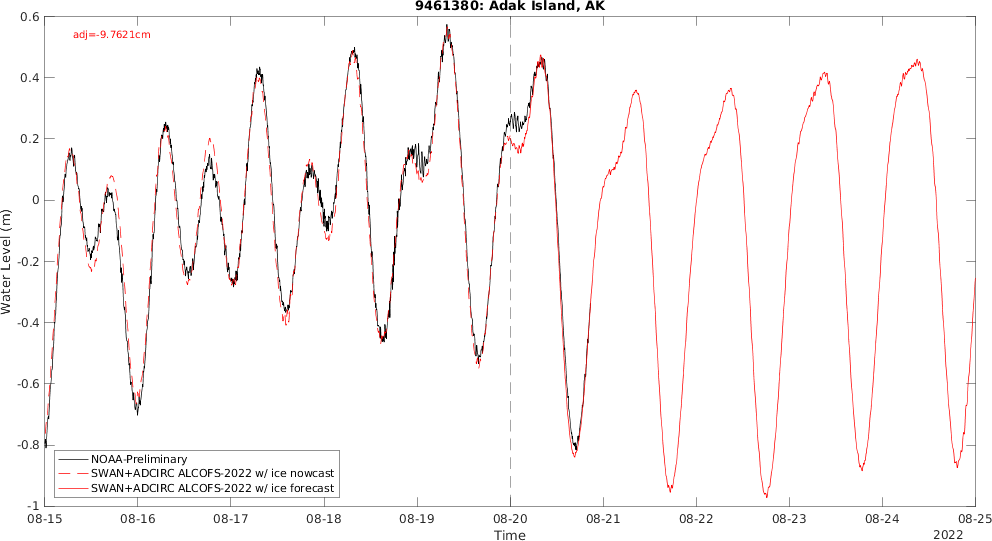 9461380: Adak Island, AK
adj=-9.7621cm
0.6
0.4
0.2
0
-0.2
-0.4
-0.6
-0.8
-1
Water Level (m)
NOAA-Preliminary
SWAN+ADCIRC ALCOFS-2022 w/ ice nowcast
SWAN+ADCIRC ALCOFS-2022 w/ ice forecast
08-15 08-16 08-17 08-18 08-19 08-20 08-21 08-22 08-23 08-24 08-25
Time
2022